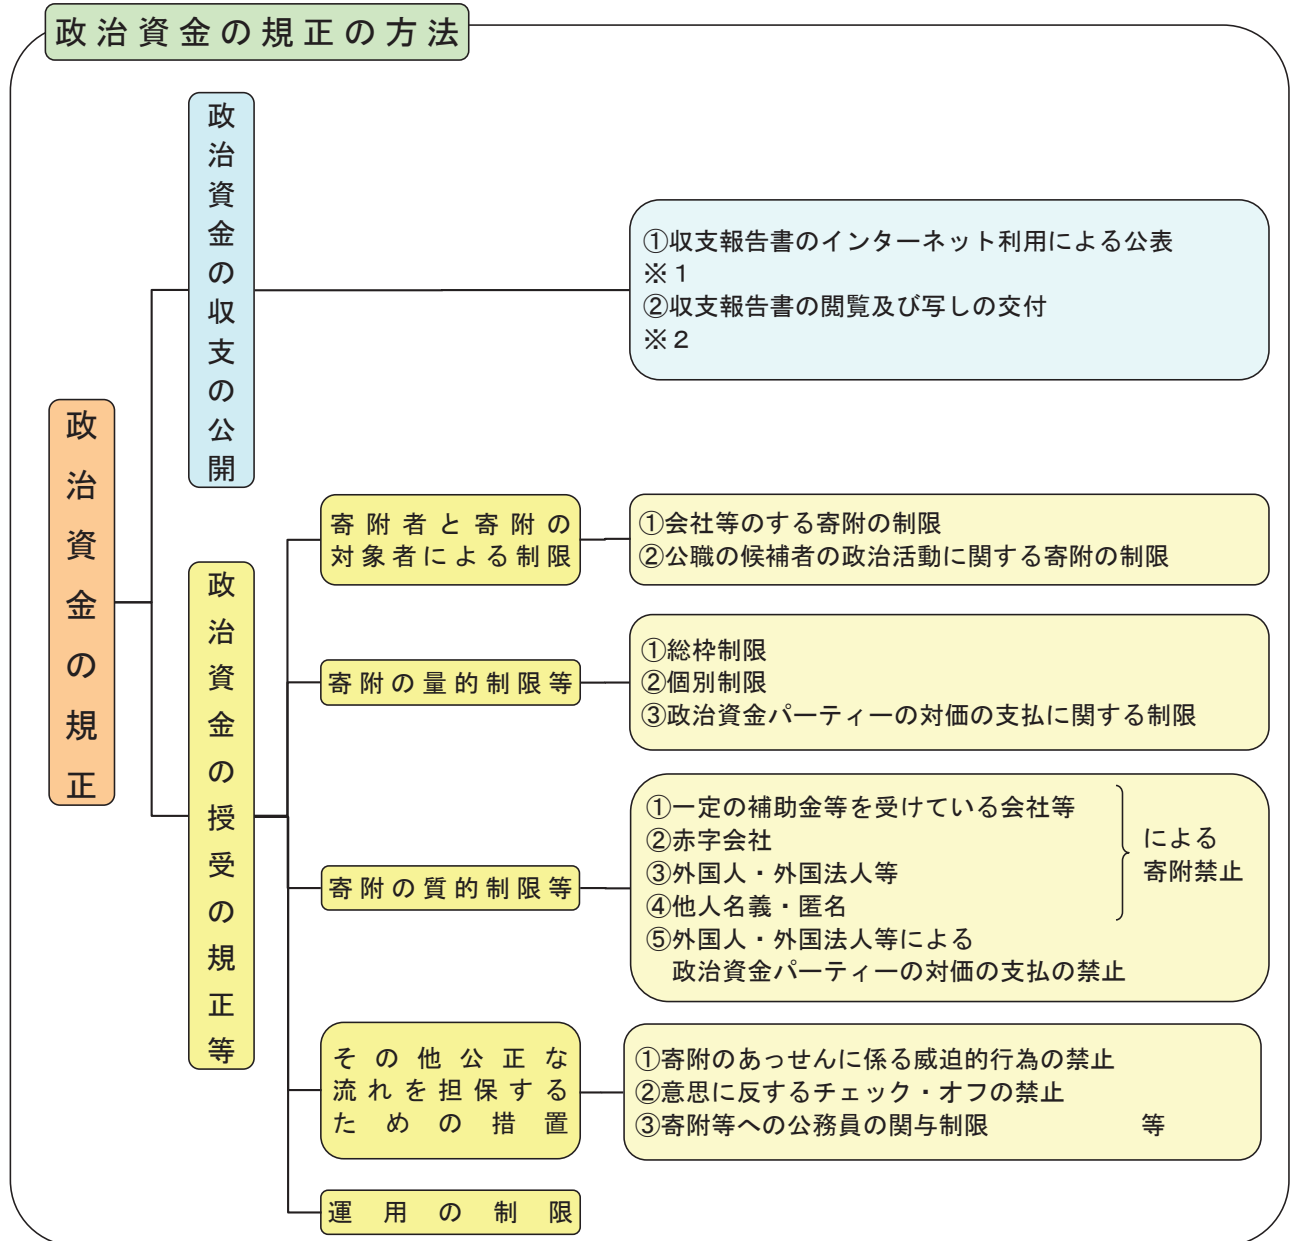 政治資金の規正の方法
政治資金の規正
政治資金の収支の公開
①収支報告書のインターネット利用による公表
※1
②収支報告書の閲覧及び写しの交付
※2
政治資金の授受の規正等
寄附者と寄附の
対象者による制限
①会社等のする寄附の制限
②公職の候補者の政治活動に関する寄附の制限
寄附の量的制限等
①総枠制限
②個別制限
③政治資金パーティーの対価の支払に関する制限
寄附の質的制限等
①一定の補助金等を受けている会社等
②赤字会社
③外国人・外国法人等
④他人名義・匿名
による
寄附禁止
⑤外国人・外国法人等による
政治資金パーティーの対価の支払の禁止
その他公正な
流れを担保する
ための措置
①寄附のあっせんに係る威迫的行為の禁止
②意思に反するチェック・オフの禁止
③寄附等への公務員の関与制限 等
運用の制限